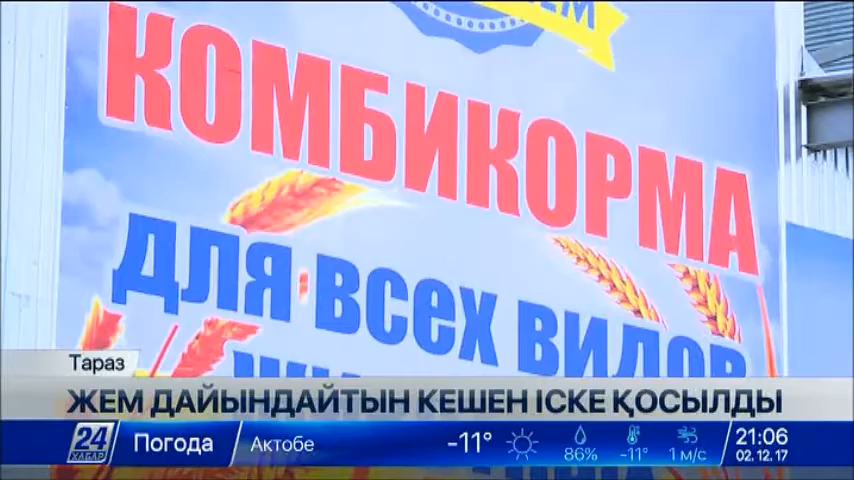 КОМБИКОРМА
ДЛЯ ВСЕХ ВИДОВ
Тараз
ЖЕМ ДАЙЫНДАЙТЫН КЕШЕН ІСКЕ ҚОСЫЛДЫ
24 ХАБАР Погода Актобе -11° 86% -11° 1 м/с 21:06
02.12.17